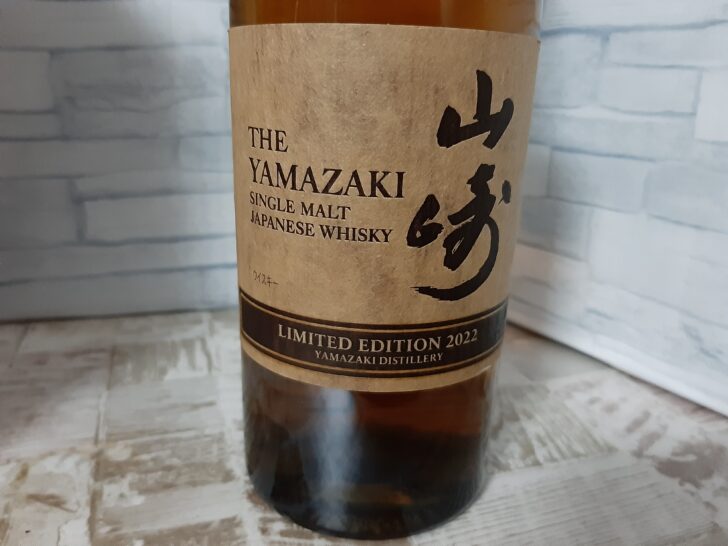 THE
YAMAZAKI
SINGLE MALT
JAPANESE WHISKY
山崎
ウイスキー
LIMITED EDITION 2022
YAMAZAKI DISTILLERY